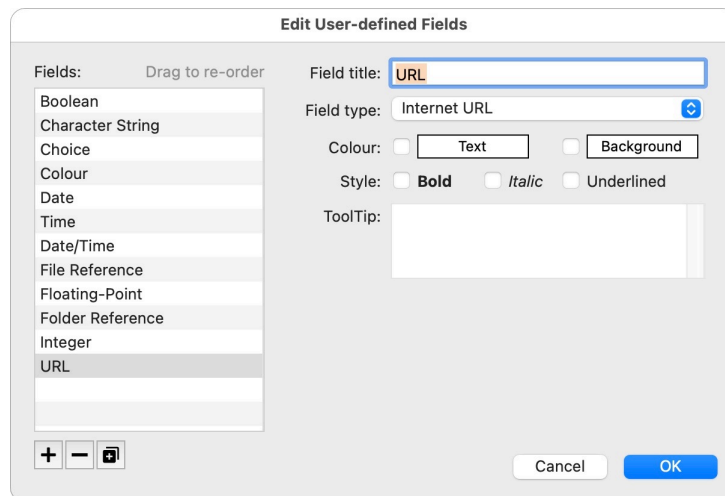 Edit User-defined Fields
Fields: Drag to re-order
Boolean
Character String
Choice
Colour
Date
Time
Date/Time
File Reference
Floating-Point
Folder Reference
Integer
URL
Field title: URL
Field type: Internet URL
Colour: Text Background
Style: Bold Italic Underlined
ToolTip:
Cancel OK